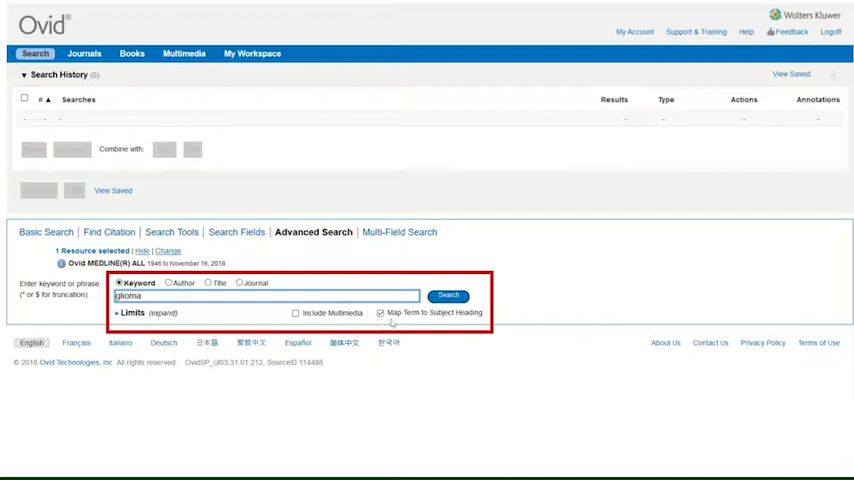 Ovid®
Wolters Kluwer
My Account Support & Training Help Feedback Logoff
Search Journals Books Multimedia My Workspace
▼ Search History (0) View Saved
# ▲ Searches Results Type Actions Annotations
- - - - - - -
Combine with:
View Saved
Basic Search | Find Citation | Search Tools | Search Fields | Advanced Search | Multi-Field Search
1 Resource selected | Hide | Change
Ovid MEDLINE(R) ALL 1946 to November 16, 2018
Enter keyword or phrase
(* or $ for truncation)
Keyword Author Title Journal
glioma Search
Limits (expand) Include Multimedia Map Term to Subject Heading
English Français Italiano Deutsch 日本語 繁體中文 Español 简体中文 한국어 About Us Contact Us Privacy Policy Terms of Use
© 2018 Ovid Technologies, Inc. All rights reserved. OvidSP_UI03.31.01.212, SourceID 114488